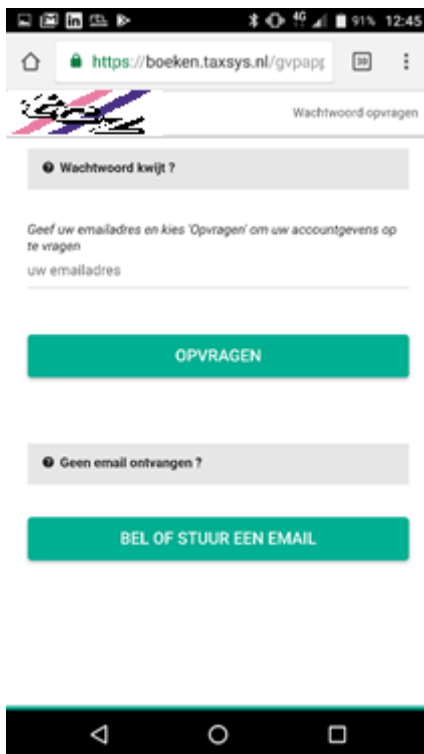 91% 12:45
https://boeken.taxsys.nl/gvpapp
Wachtwoord opvragen
Wachtwoord kwijt ?
Geef uw emailadres en kies 'Opvragen' om uw accountgevens op
te vragen
uw emailadres
OPVRAGEN
Geen email ontvangen ?
BEL OF STUUR EEN EMAIL